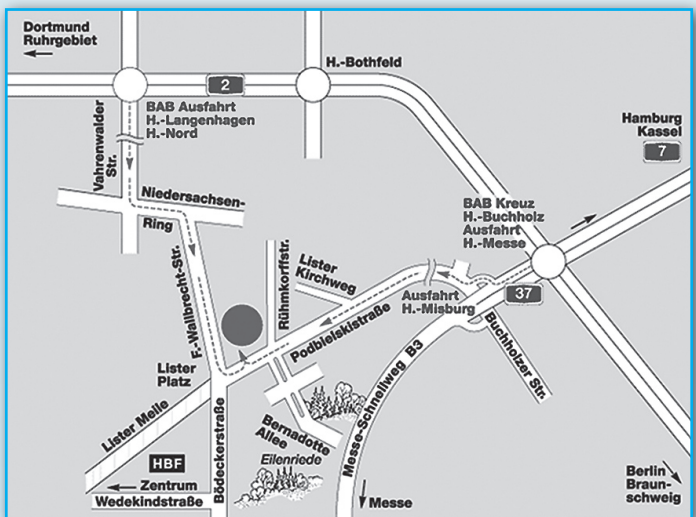 Dortmund
Ruhrgebiet
2
H.-Bothfeld
BAB Ausfahrt
H.-Langenhagen
H.-Nord
Vahrenwalder
Str.
Hamburg
Kassel
7
Niedersachsen-
Ring
BAB Kreuz
H.-Buchholz
Ausfahrt
H.-Messe
F.-Wallbrecht-Str.
Rühmkorffstr.
Lister
Kirchweg
Ausfahrt
H.-Misburg
37
Podbielskistraße
Buchholzer Str.
Lister
Platz
Messe-Schnellweg B3
Lister Meile
Bödeckerstraße
Bernadotte
Allee
Eilenriede
HBF
Zentrum
Wedekindstraße
Messe
Berlin
Braun-
schweig